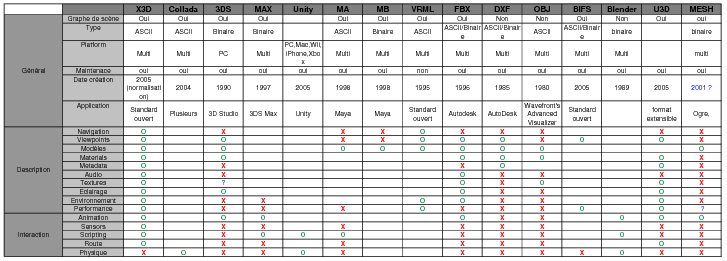 X3D Collada 3DS MAX Unity MA MB VRML FBX DXF OBJ BIFS Blender U3D MESH
Général
Graphe de scène Oui Oui Oui Oui Oui Oui Oui Oui Non Non Oui Non Oui oui
Type ASCII ASCII Binaire Binaire ASCII Binaire ASCII ASCII/Binaire ASCII/Binaire ASCII ASCII/Binaire binaire binaire
Platform Multi Multi PC Multi PC,Mac,Wii,iPhone,Xbox Multi Multi Multi Multi Multi Multi Multi Multi multi
Maintenace oui oui oui oui oui oui oui non oui oui oui oui oui oui oui
Date création 2005 (normalisation) 2004 1990 1997 2005 1998 1998 1995 1996 1985 1980 2005 1989 2005 2001 ?
Application Standard ouvert Plusieurs 3D Studio 3DS Max Unity Maya Maya Standard ouvert Autodesk AutoDesk Wavefront's Advanced Visualizer Standard ouvert format extensible Ogre,
Description
Navigation O X X X O X X X X X
Viewpoints O O X X O O O X O O X
Modèles O O O O O O O O O
Materials O O O O O O
Metadata O X X O O
Audio O X O X X X X
Textures O ? O X O O
Eclairage O O O X X O
Environnement O X X O O X X X X
Performance O X X X O X X X O X ?
Interaction
Animation O O O O X X O O O
Sensors O X X X X X X X X
Scripting O X O O O X X X O X X
Route O X X X X X X X X
Physique X O X X O X X X X X O X X